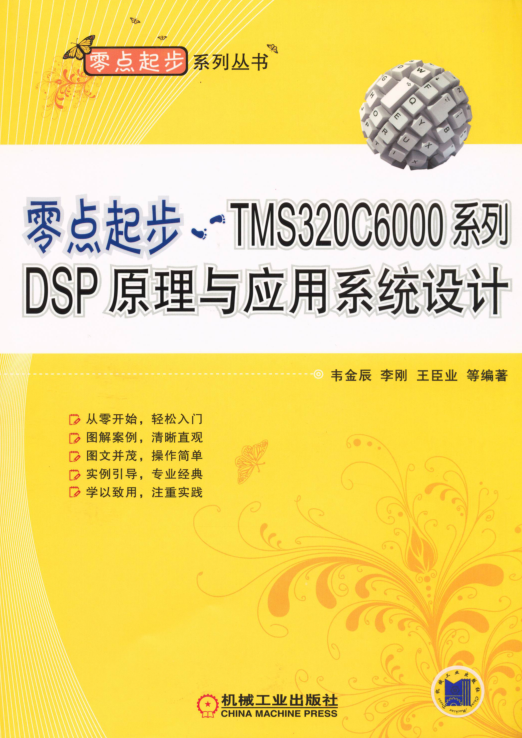 零点起步系列丛书
零点起步 TMS320C6000系列
DSP原理与应用系统设计
韦金辰 李刚 王臣业 等编著
从零开始，轻松入门
图解案例，清晰直观
图文并茂，操作简单
实例引导，专业经典
学以致用，注重实践
机械工业出版社
CHINA MACHINE PRESS